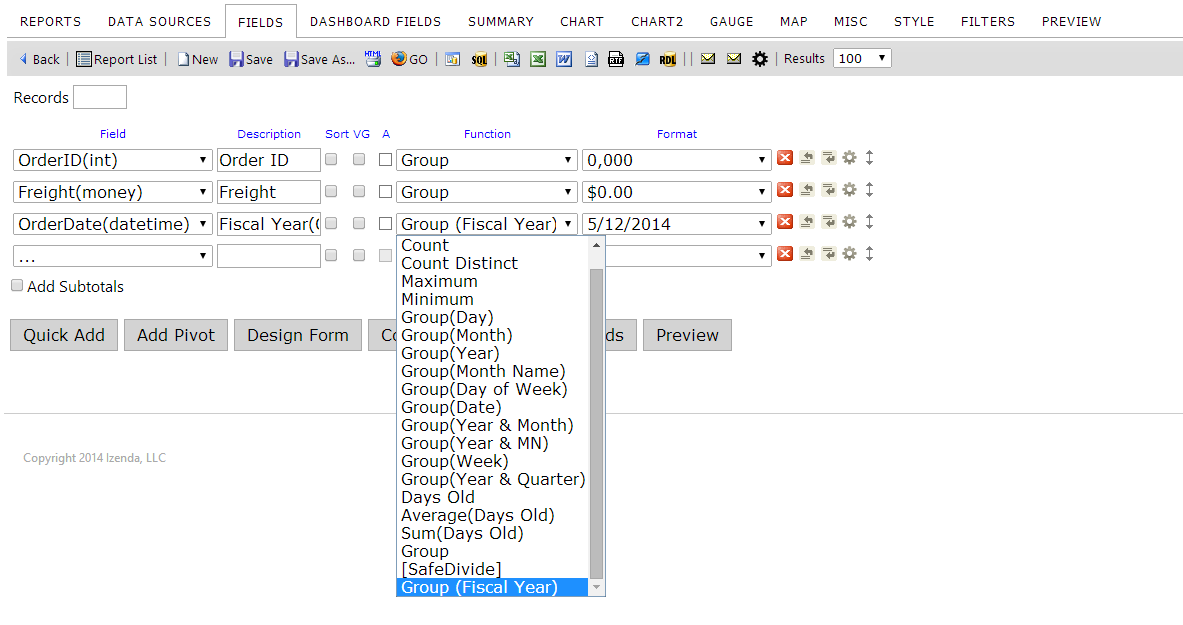 REPORTS DATA SOURCES FIELDS DASHBOARD FIELDS SUMMARY CHART CHART2 GAUGE MAP MISC STYLE FILTERS PREVIEW
Back | Report List | New Save Save As... HTML GO | SQL RTF RDL || | Results 100
Records
Field Description Sort VG A Function Format
OrderID(int) Order ID Group 0,000
Freight(money) Freight Group $0.00
OrderDate(datetime) Fiscal Year( Group (Fiscal Year) 5/12/2014
...
Add Subtotals
Quick Add Add Pivot Design Form Co ds Preview
Count
Count Distinct
Maximum
Minimum
Group(Day)
Group(Month)
Group(Year)
Group(Month Name)
Group(Day of Week)
Group(Date)
Group(Year & Month)
Group(Year & MN)
Group(Week)
Group(Year & Quarter)
Days Old
Average(Days Old)
Sum(Days Old)
Group
[SafeDivide]
Group (Fiscal Year)
Copyright 2014 Izenda, LLC